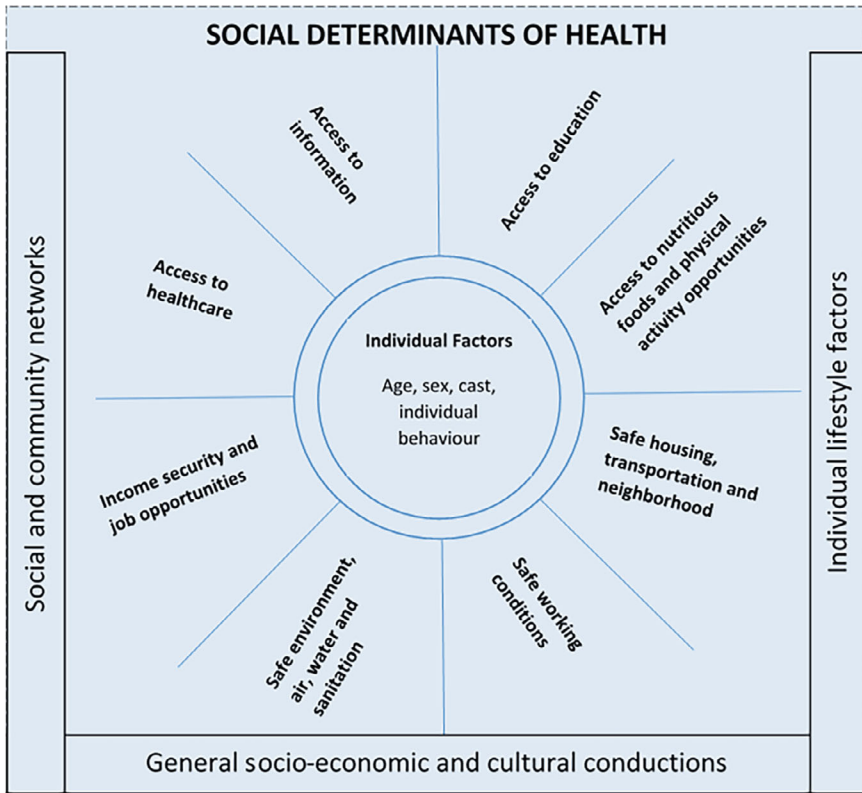 SOCIAL DETERMINANTS OF HEALTH
Access to
information
Access to education
Access to nutritious
foods and physical
activity opportunities
Access to
healthcare
Individual Factors
Age, sex, cast,
individual
behaviour
Safe housing,
transportation and
neighborhood
Income security and
job opportunities
Safe environment,
air, water and
sanitation
Safe working
conditions
Social and community networks
Individual lifestyle factors
General socio-economic and cultural conductions